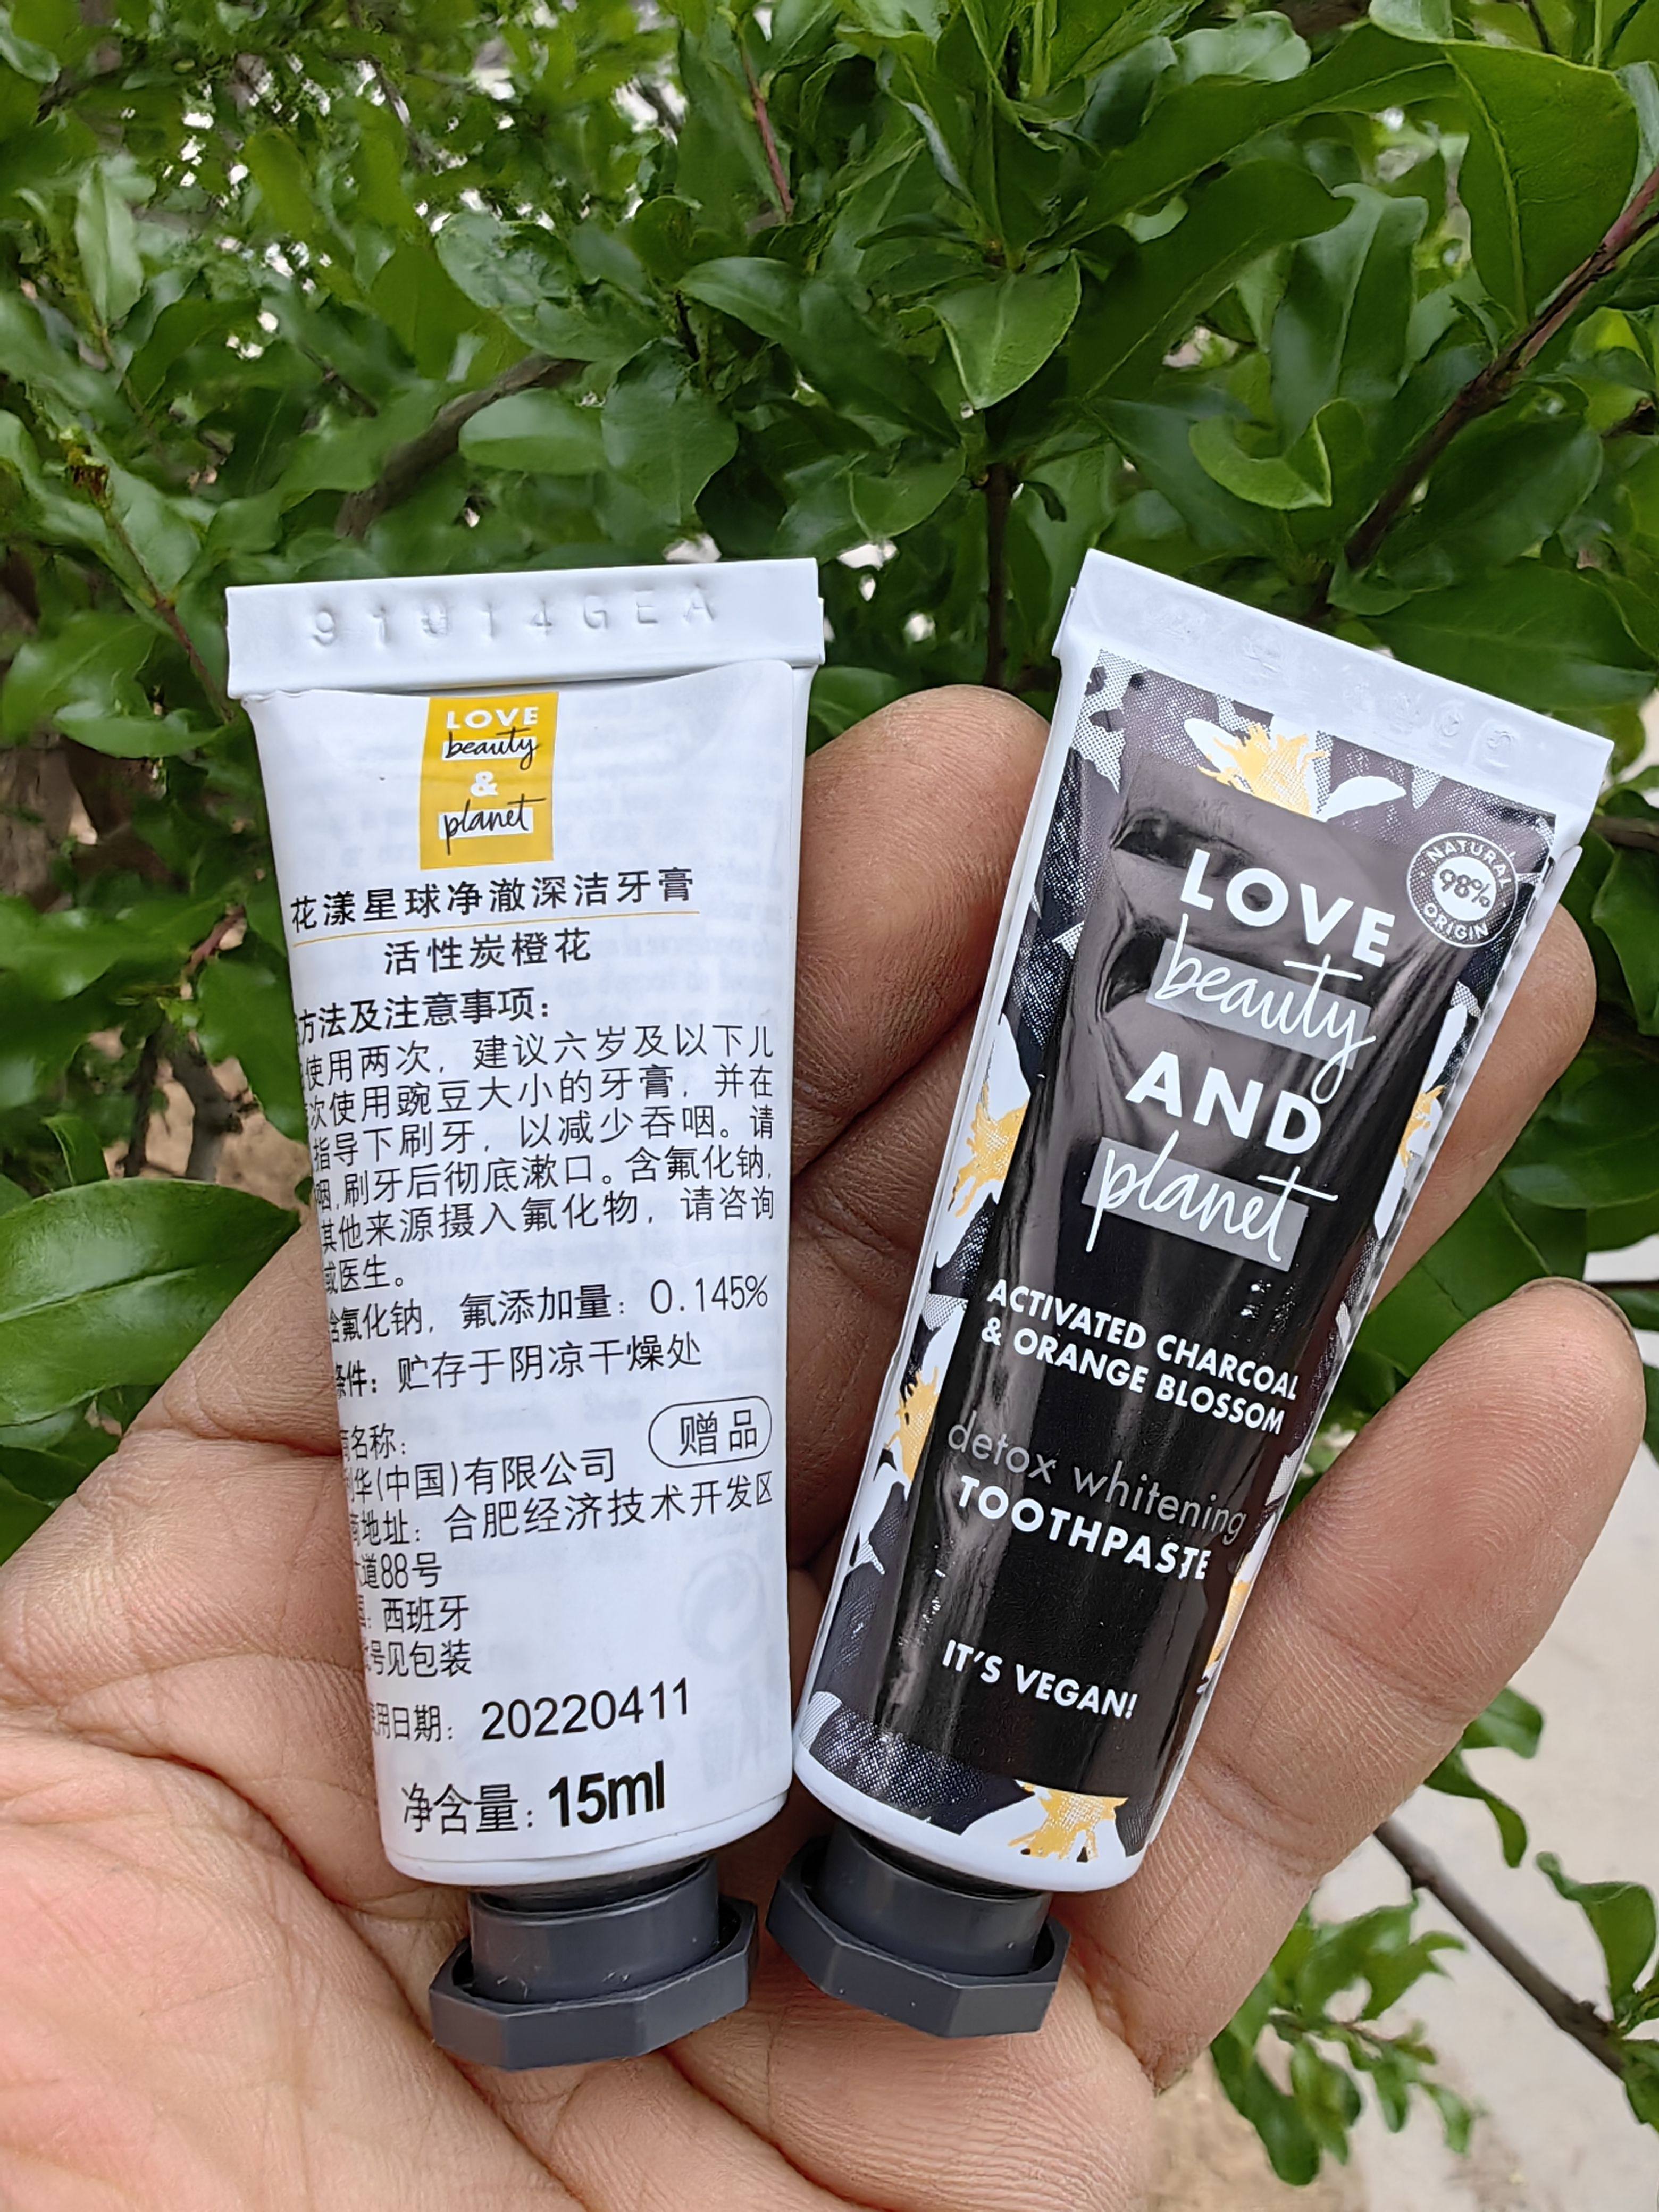 91914GEA
LOVE
beauty
&
planet
花漾星球净澈深洁牙膏
活性炭橙花
方法及注意事项：
使用两次，建议六岁及以下儿
次使用豌豆大小的牙膏，并在
指导下刷牙，以减少吞咽。请
咽,刷牙后彻底漱口。含氟化钠,
其他来源摄入氟化物，请咨询
或医生。
含氟化钠，氟添加量：0.145%
条件：贮存于阴凉干燥处
商名称：
赠品
华(中国)有限公司
商地址：合肥经济技术开发区
大道88号
西班牙
号见包装
使用日期：20220411
净含量：15ml
LOVE
beauty
AND
planet
NATURAL
98%
ORIGIN
ACTIVATED CHARCOAL
& ORANGE BLOSSOM
detox whitening
TOOTHPASTE
IT'S VEGAN!